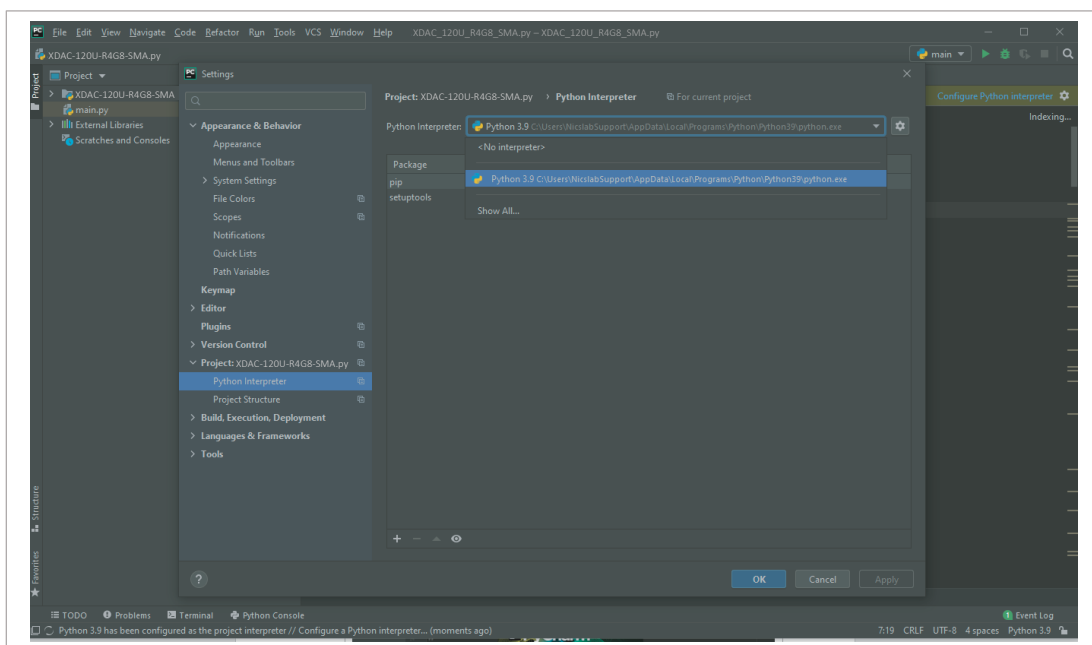 PC File Edit View Navigate Code Refactor Run Tools VCS Window Help XDAC_120U_R4G8_SMA.py – XDAC_120U_R4G8_SMA.py
XDAC-120U-R4G8-SMA.py
main
Project
Project
PC Settings
XDAC-120U-R4G8-SMA
main.py
External Libraries
Scratches and Consoles
Configure Python interpreter
Indexing...
Appearance & Behavior
Appearance
Menus and Toolbars
System Settings
File Colors
Scopes
Notifications
Quick Lists
Path Variables
Keymap
Editor
Plugins
Version Control
Project: XDAC-120U-R4G8-SMA.py
Python Interpreter
Project Structure
Build, Execution, Deployment
Languages & Frameworks
Tools
Project: XDAC-120U-R4G8-SMA.py › Python Interpreter For current project
Python Interpreter: Python 3.9 C:\Users\NicslabSupport\AppData\Local\Programs\Python\Python39\python.exe
<No interpreter>
Python 3.9 C:\Users\NicslabSupport\AppData\Local\Programs\Python\Python39\python.exe
Show All...
Package
pip
setuptools
?
OK Cancel Apply
Structure
Favorites
TODO Problems Terminal Python Console
1 Event Log
Python 3.9 has been configured as the project interpreter // Configure a Python interpreter... (moments ago)
7:19 CRLF UTF-8 4 spaces Python 3.9